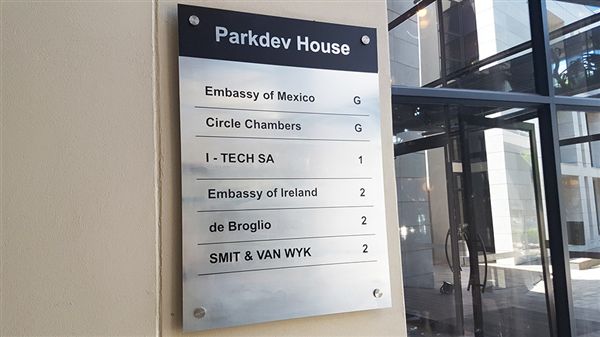 Parkdev House
Embassy of Mexico G
Circle Chambers G
I - TECH SA 1
Embassy of Ireland 2
de Broglio 2
SMIT & VAN WYK 2